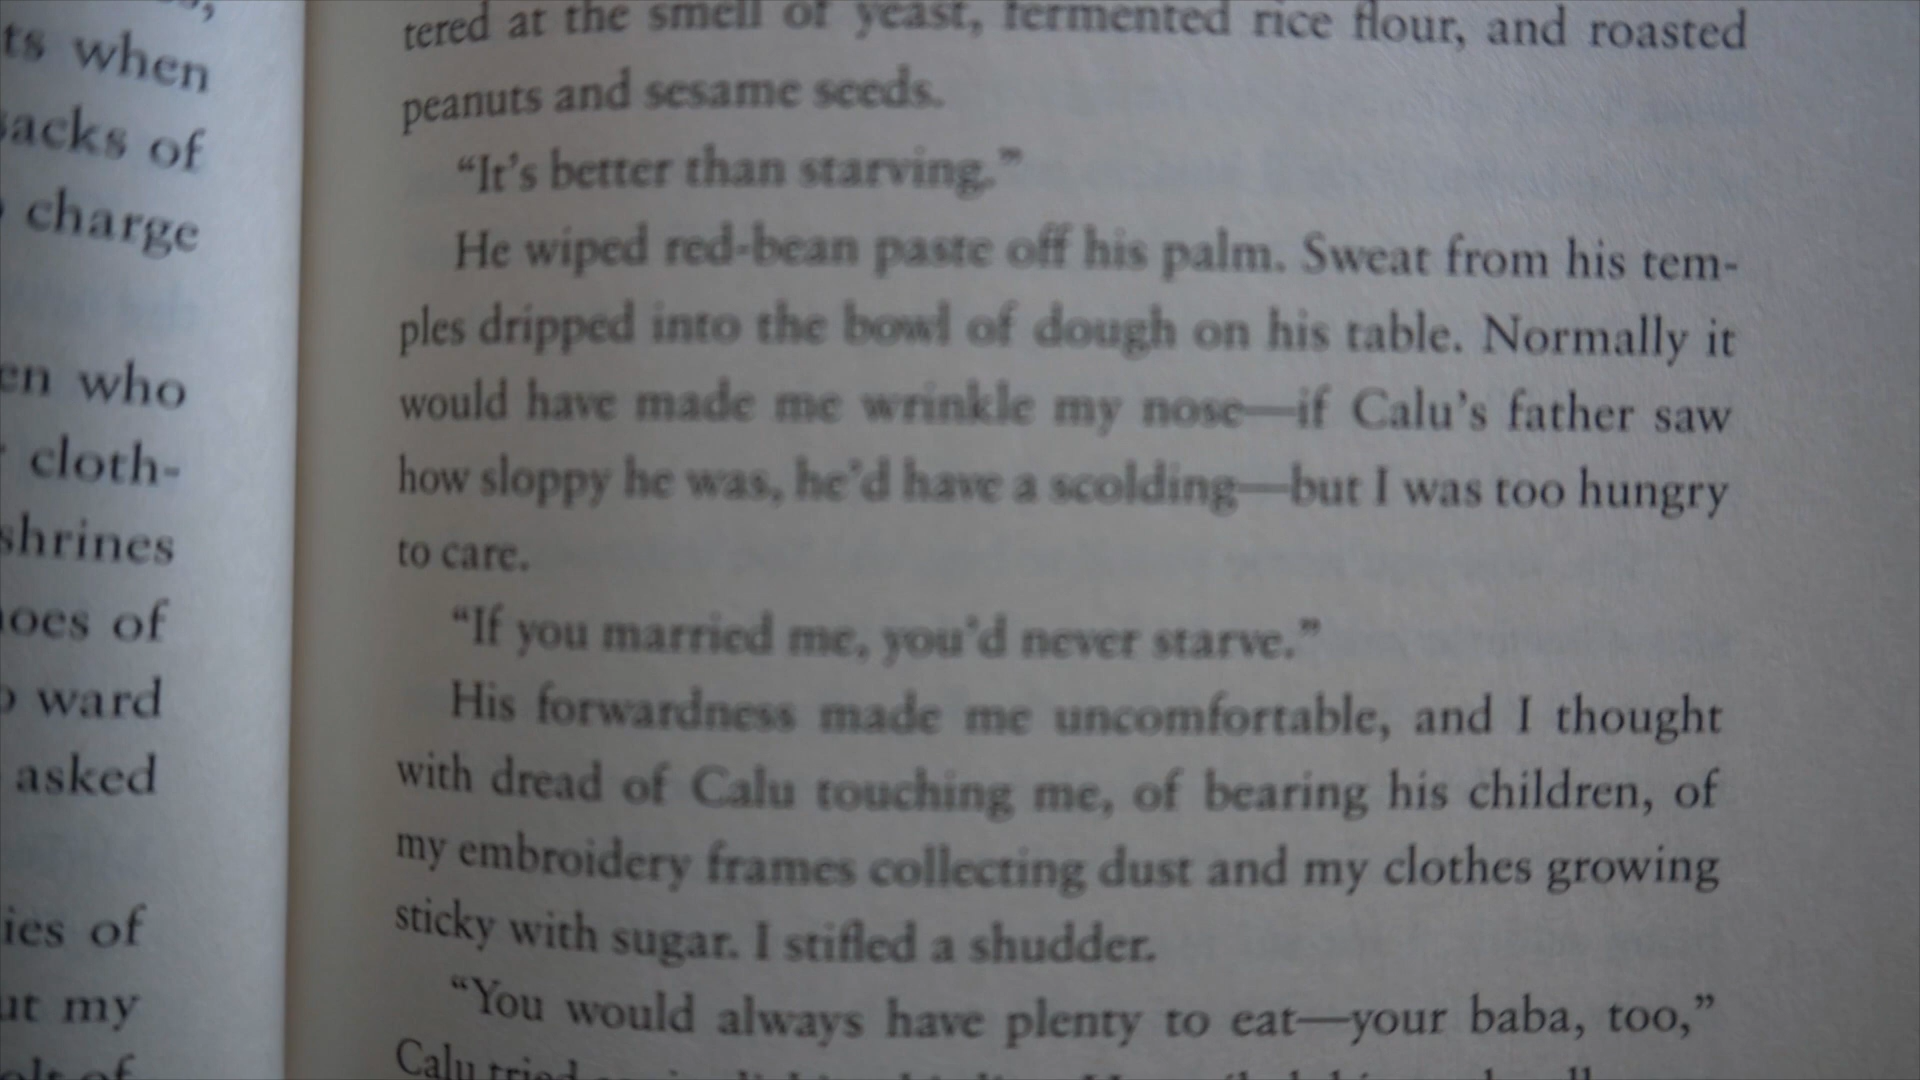 ts when
sacks of
charge
en who
cloth-
shrines
hoes of
ward
asked
ies of
my
of
tered at the smell of yeast, fermented rice flour, and roasted
peanuts and sesame seeds.
“It’s better than starving.”
He wiped red-bean paste off his palm. Sweat from his tem-
ples dripped into the bowl of dough on his table. Normally it
would have made me wrinkle my nose—if Calu’s father saw
how sloppy he was, he’d have a scolding—but I was too hungry
to care.
“If you married me, you’d never starve.”
His forwardness made me uncomfortable, and I thought
with dread of Calu touching me, of bearing his children, of
my embroidery frames collecting dust and my clothes growing
sticky with sugar. I stifled a shudder.
“You would always have plenty to eat—your baba, too,”
Calu tried